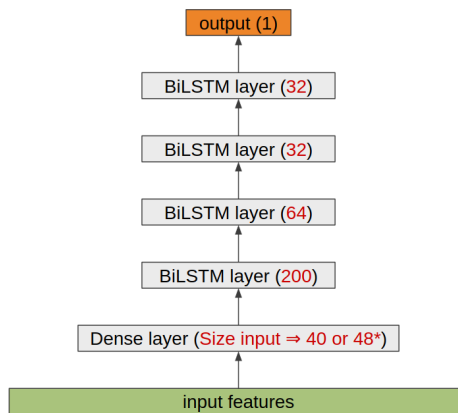 output (1)
BiLSTM layer (32)
BiLSTM layer (32)
BiLSTM layer (64)
BiLSTM layer (200)
Dense layer (Size input ⇒ 40 or 48*)
input features